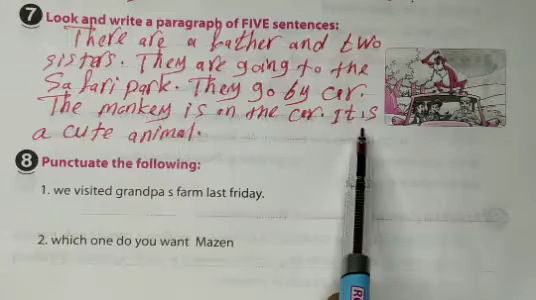 7 Look and write a paragraph of FIVE sentences:
There are a father and two
sisters. They are going to the
Safari park. They go by car.
The monkey is on the car. It is
a cute animal.
8 Punctuate the following:
1. we visited grandpa s farm last friday.
2. which one do you want Mazen